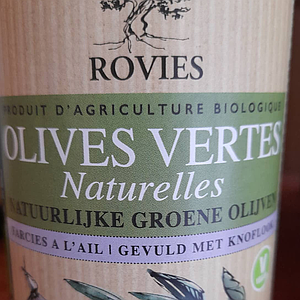 ROVIES
PRODUIT D'AGRICULTURE BIOLOGIQUE
OLIVES VERTES
Naturelles
NATUURLIJKE GROENE OLIJVEN
FARCIES A L'AIL | GEVULD MET KNOFLOOK